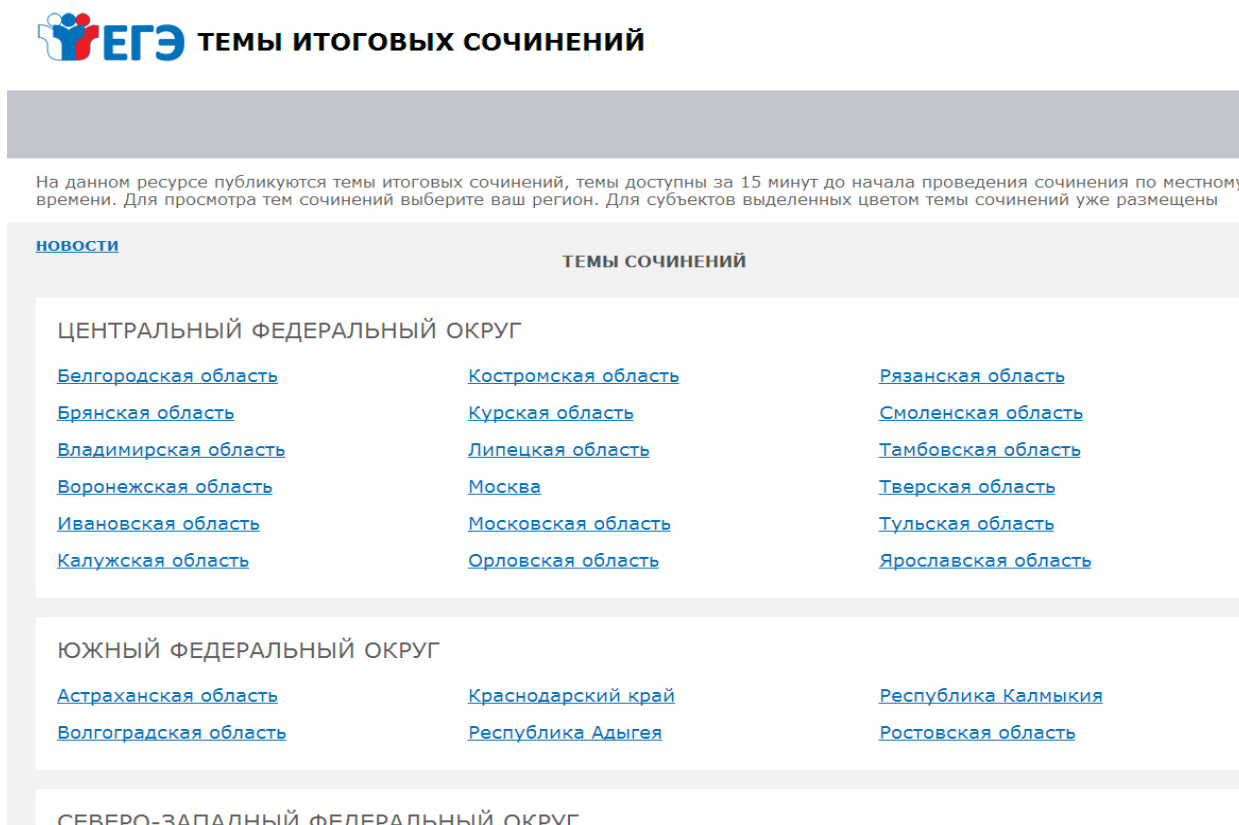 ЕГЭ ТЕМЫ ИТОГОВЫХ СОЧИНЕНИЙ
На данном ресурсе публикуются темы итоговых сочинений, темы доступны за 15 минут до начала проведения сочинения по местному
времени. Для просмотра тем сочинений выберите ваш регион. Для субъектов выделенных цветом темы сочинений уже размещены
НОВОСТИ
ТЕМЫ СОЧИНЕНИЙ
ЦЕНТРАЛЬНЫЙ ФЕДЕРАЛЬНЫЙ ОКРУГ
Белгородская область Костромская область Рязанская область
Брянская область Курская область Смоленская область
Владимирская область Липецкая область Тамбовская область
Воронежская область Москва Тверская область
Ивановская область Московская область Тульская область
Калужская область Орловская область Ярославская область
ЮЖНЫЙ ФЕДЕРАЛЬНЫЙ ОКРУГ
Астраханская область Краснодарский край Республика Калмыкия
Волгоградская область Республика Адыгея Ростовская область
СЕВЕРО-ЗАПАДНЫЙ ФЕДЕРАЛЬНЫЙ ОКРУГ